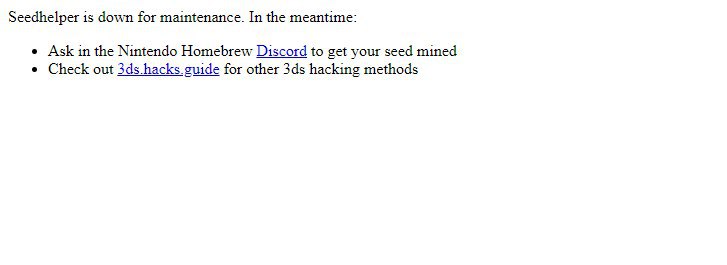 Seedhelper is down for maintenance. In the meantime:
• Ask in the Nintendo Homebrew Discord to get your seed mined
• Check out 3ds.hacks.guide for other 3ds hacking methods